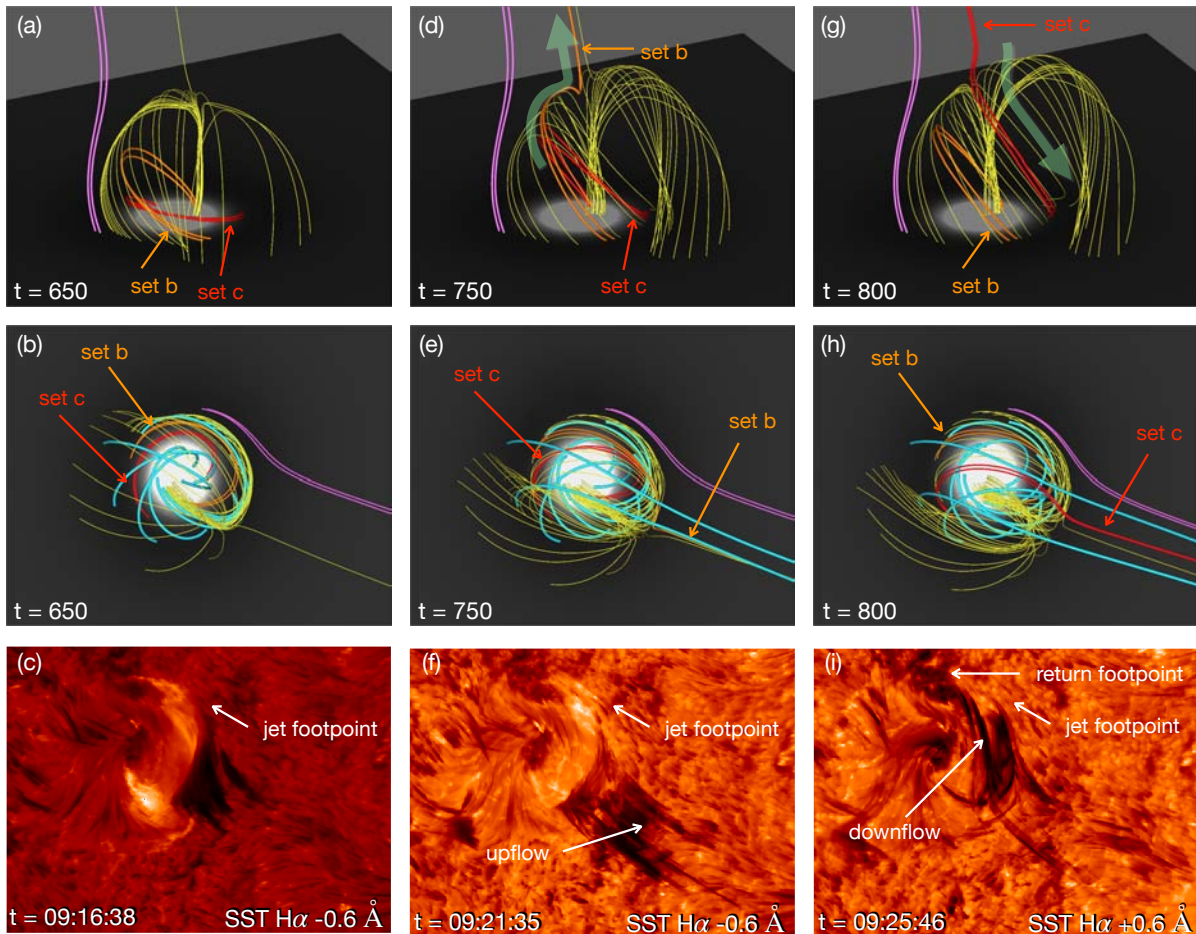 (a)
set b
set c
t = 650
(d)
set b
set c
t = 750
(g)
set c
set b
t = 800
(b)
set b
set c
t = 650
(e)
set c
set b
t = 750
(h)
set b
set c
t = 800
(c)
jet footpoint
t = 09:16:38
SST Hα -0.6 Å
(f)
jet footpoint
upflow
t = 09:21:35
SST Hα -0.6 Å
(i)
return footpoint
jet footpoint
downflow
t = 09:25:46
SST Hα +0.6 Å